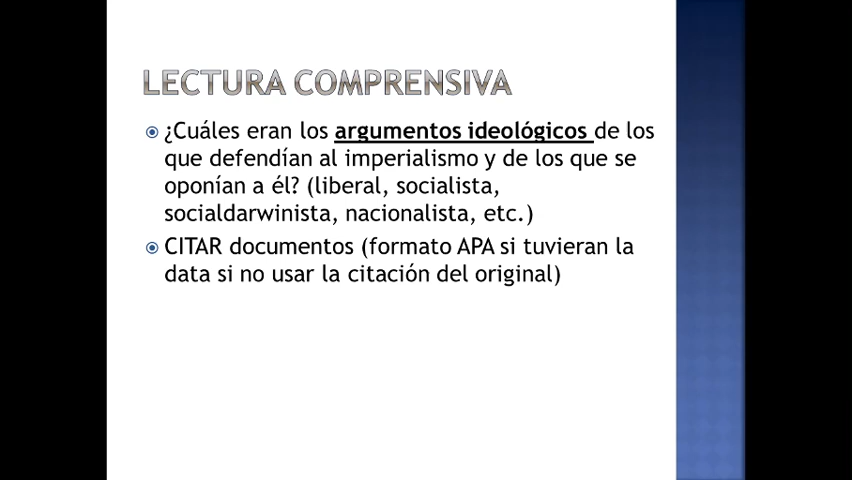 LECTURA COMPRENSIVA
¿Cuáles eran los argumentos ideológicos de los
que defendían al imperialismo y de los que se
oponían a él? (liberal, socialista,
socialdarwinista, nacionalista, etc.)
CITAR documentos (formato APA si tuvieran la
data si no usar la citación del original)